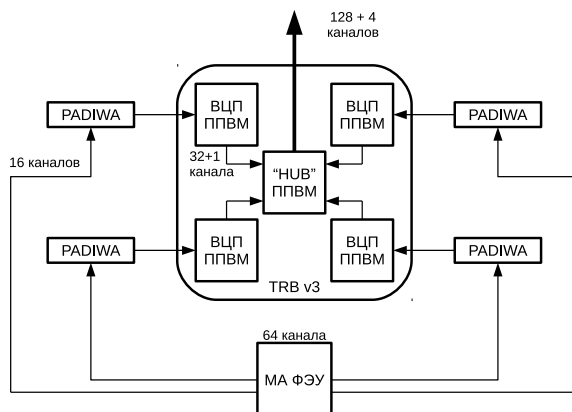 128 + 4
каналов
PADIWA
ВЦП
ППВМ
ВЦП
ППВМ
PADIWA
16 каналов
32+1
канала
"HUB"
ППВМ
PADIWA
ВЦП
ППВМ
ВЦП
ППВМ
PADIWA
TRB v3
64 канала
МА ФЭУ